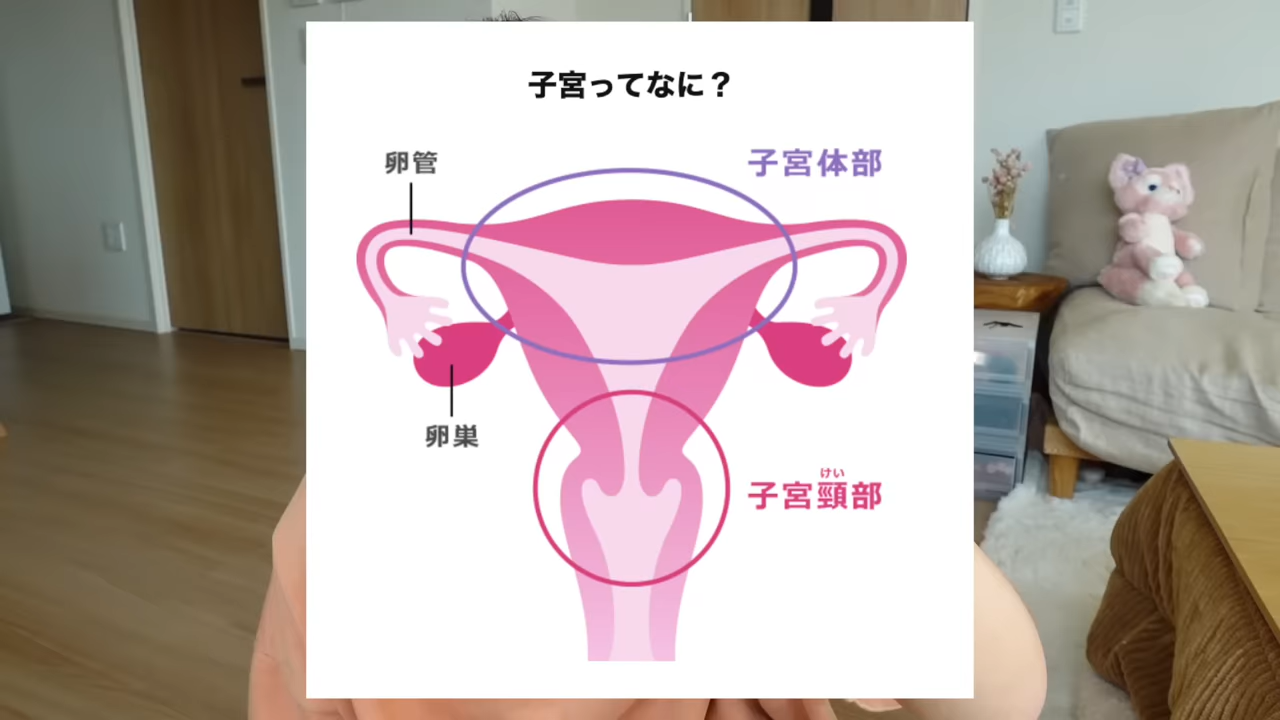 子宮ってなに？
卵管
子宮体部
卵巣
けい
子宮頸部